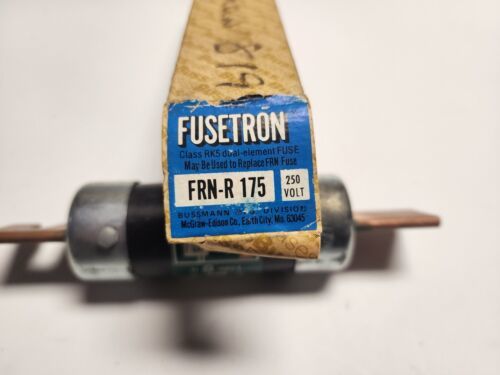 819
FUSETRON
Class RK5 dual-element FUSE
May Be Used to Replace FRN Fuse
FRN-R 175
250
VOLT
BUSSMANN DIVISION
McGraw-Edison Co., Earth City, Mo. 63045